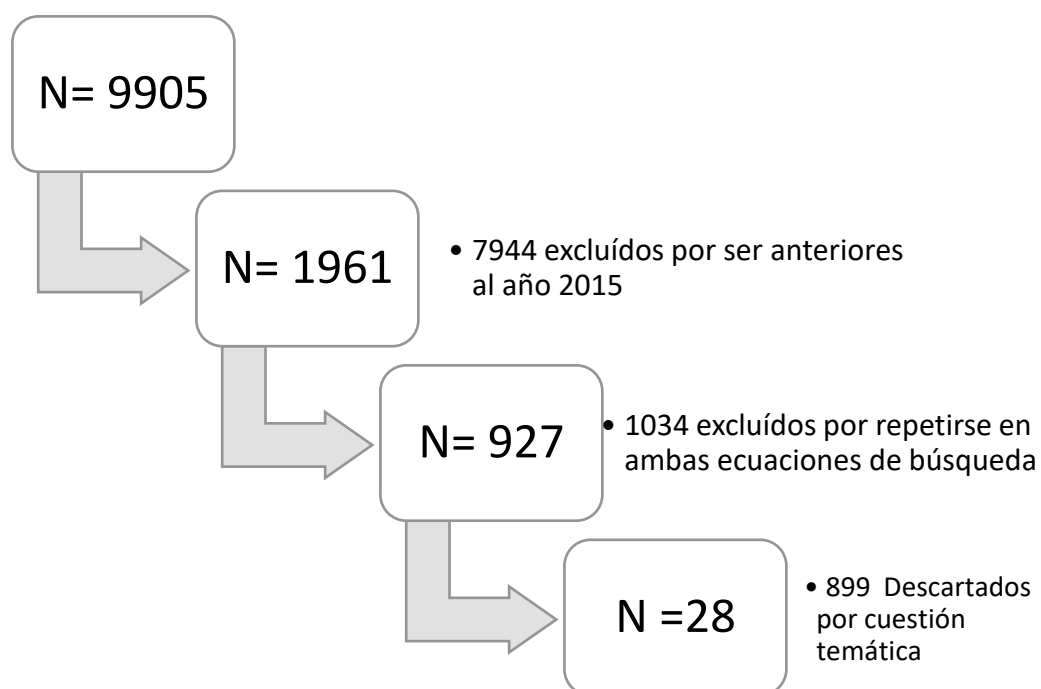 N= 9905
N= 1961
• 7944 excluídos por ser anteriores
al año 2015
N= 927
• 1034 excluídos por repetirse en
ambas ecuaciones de búsqueda
N =28
• 899 Descartados
por cuestión
temática